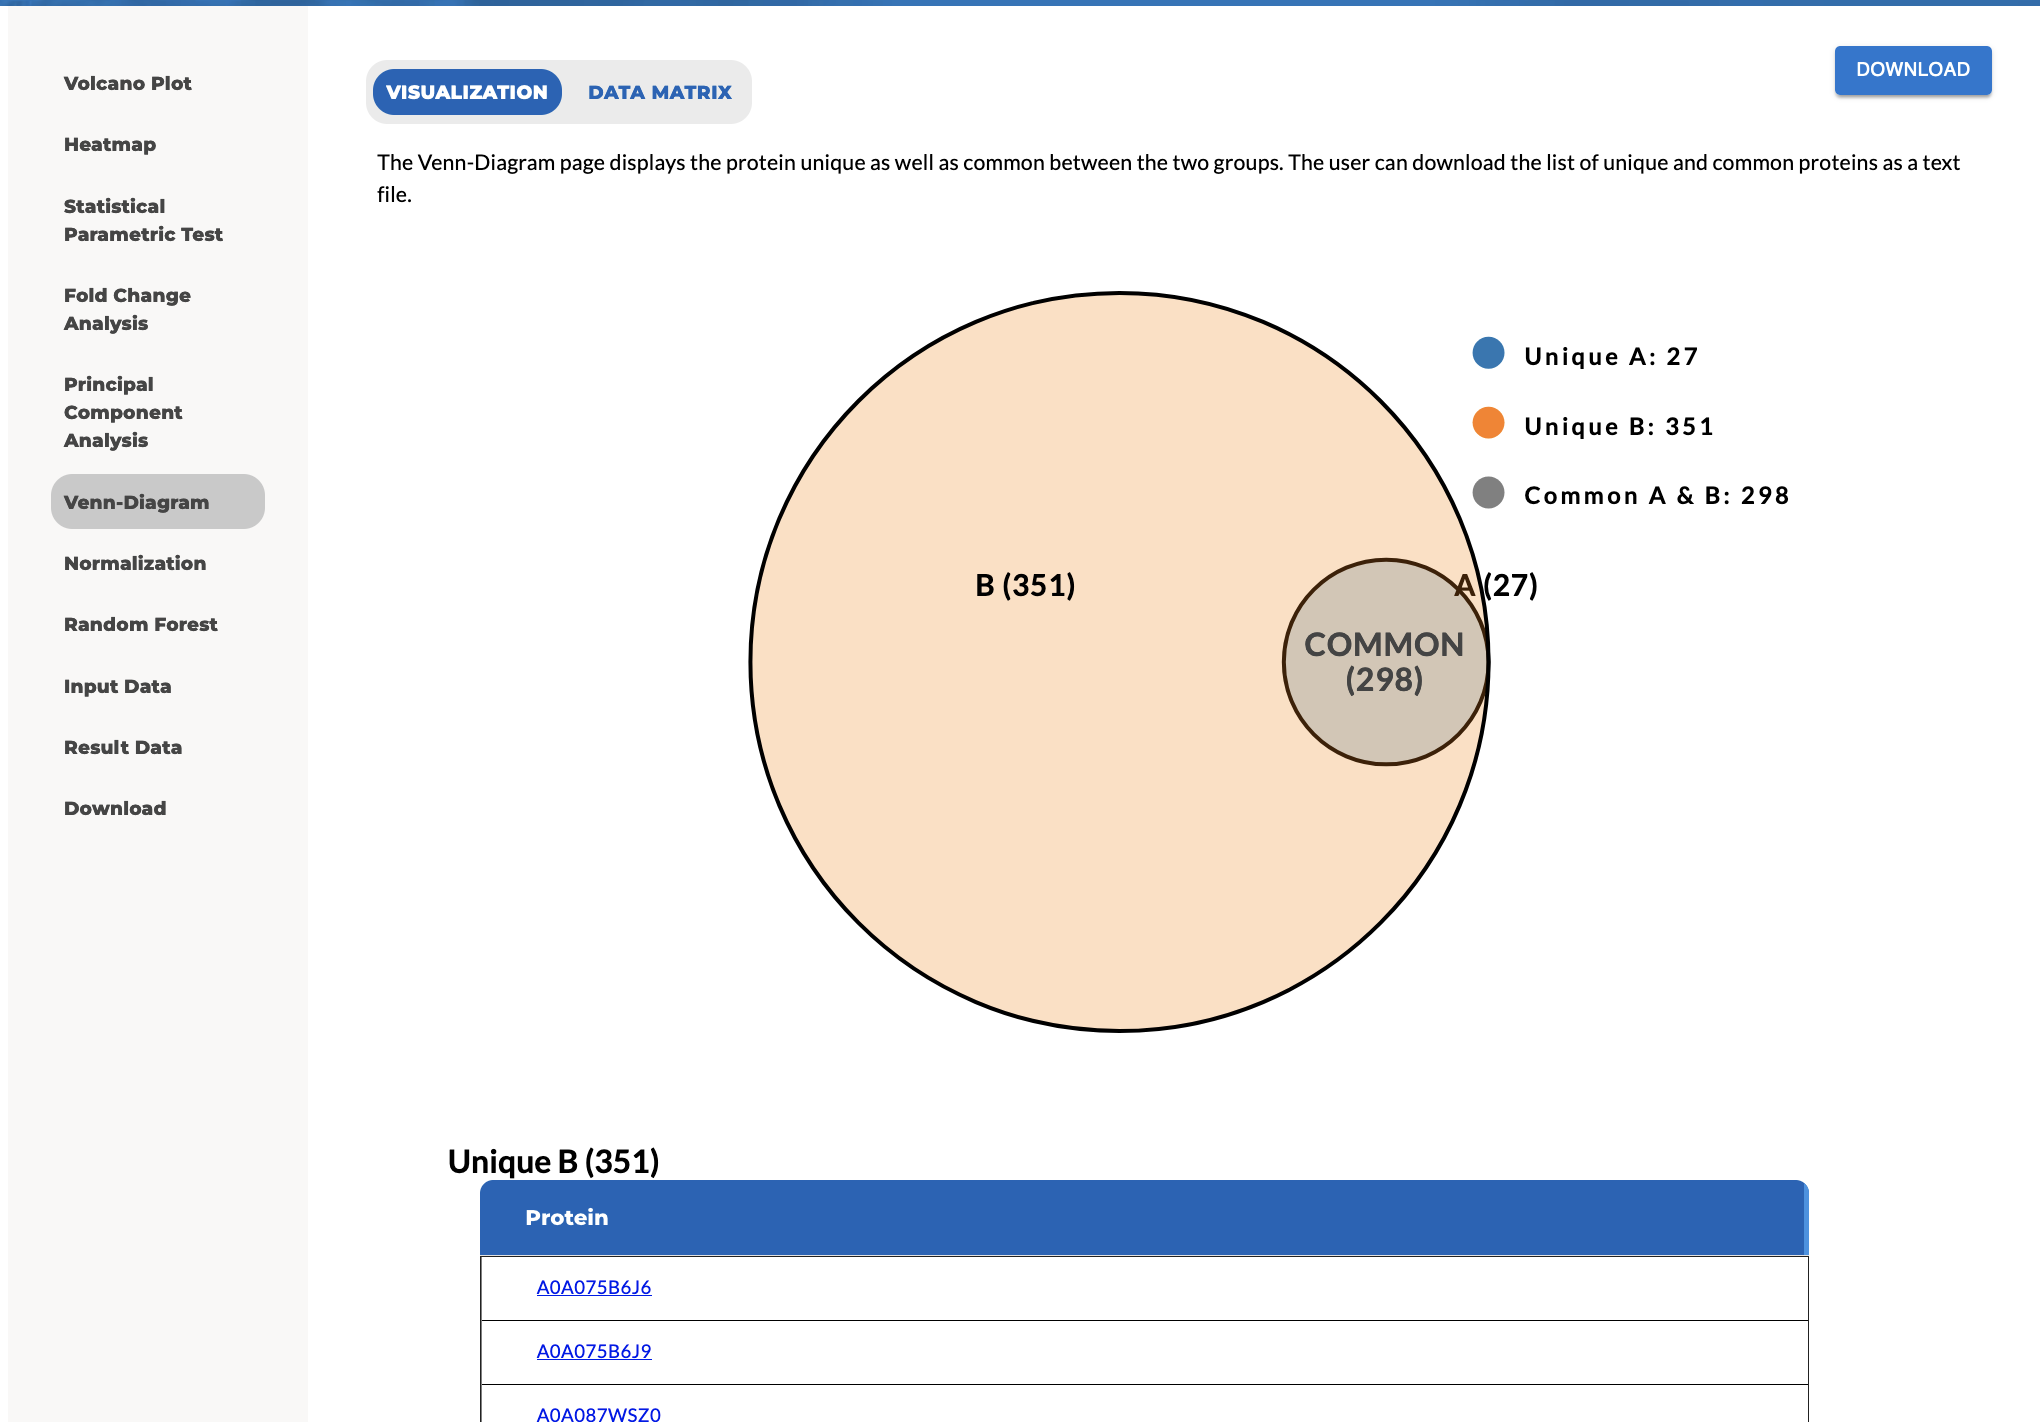 Volcano Plot
Heatmap
Statistical
Parametric Test
Fold Change
Analysis
Principal
Component
Analysis
Venn-Diagram
Normalization
Random Forest
Input Data
Result Data
Download
VISUALIZATION DATA MATRIX
DOWNLOAD
The Venn-Diagram page displays the protein unique as well as common between the two groups. The user can download the list of unique and common proteins as a text
file.
Unique A: 27
Unique B: 351
Common A & B: 298
B (351)
A (27)
COMMON
(298)
Unique B (351)
Protein
A0A075B6J6
A0A075B6J9
A0A087WSZ0